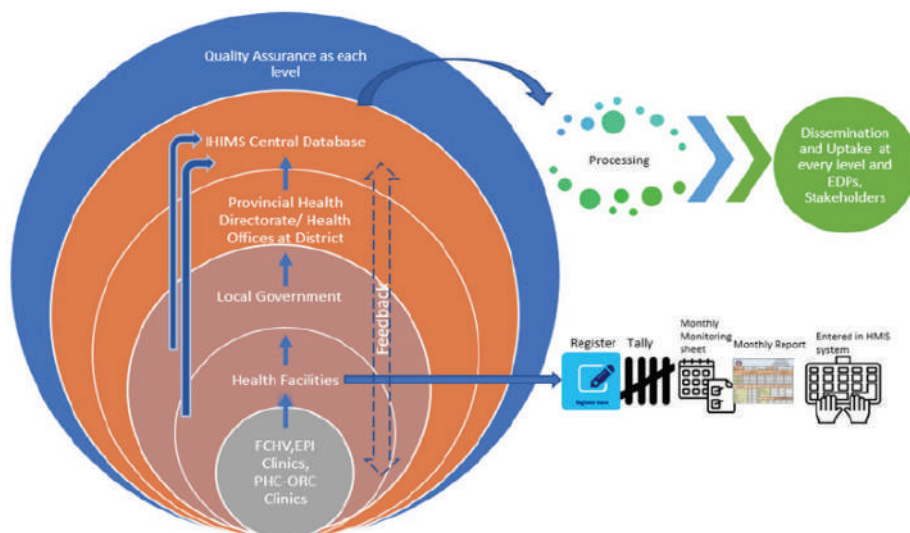 Quality Assurance as each
level
IHIMS Central Database
Provincial Health
Directorate/ Health
Offices at District
Local Government
Health Facilities
FCHV,EPI
Clinics,
PHC-ORC
Clinics
Feedback
Processing
Dissemination
and Uptake at
every level and
EDPs,
Stakeholders
Register
Tally
Monthly
Monitoring
sheet
Monthly Report
Entered in HMIS
system